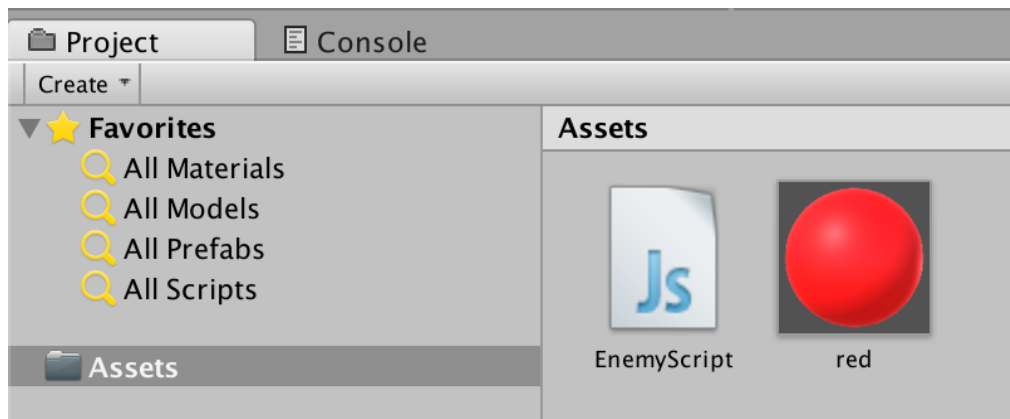 Project
Console
Create
Favorites
All Materials
All Models
All Prefabs
All Scripts
Assets
Assets
Js
EnemyScript
red